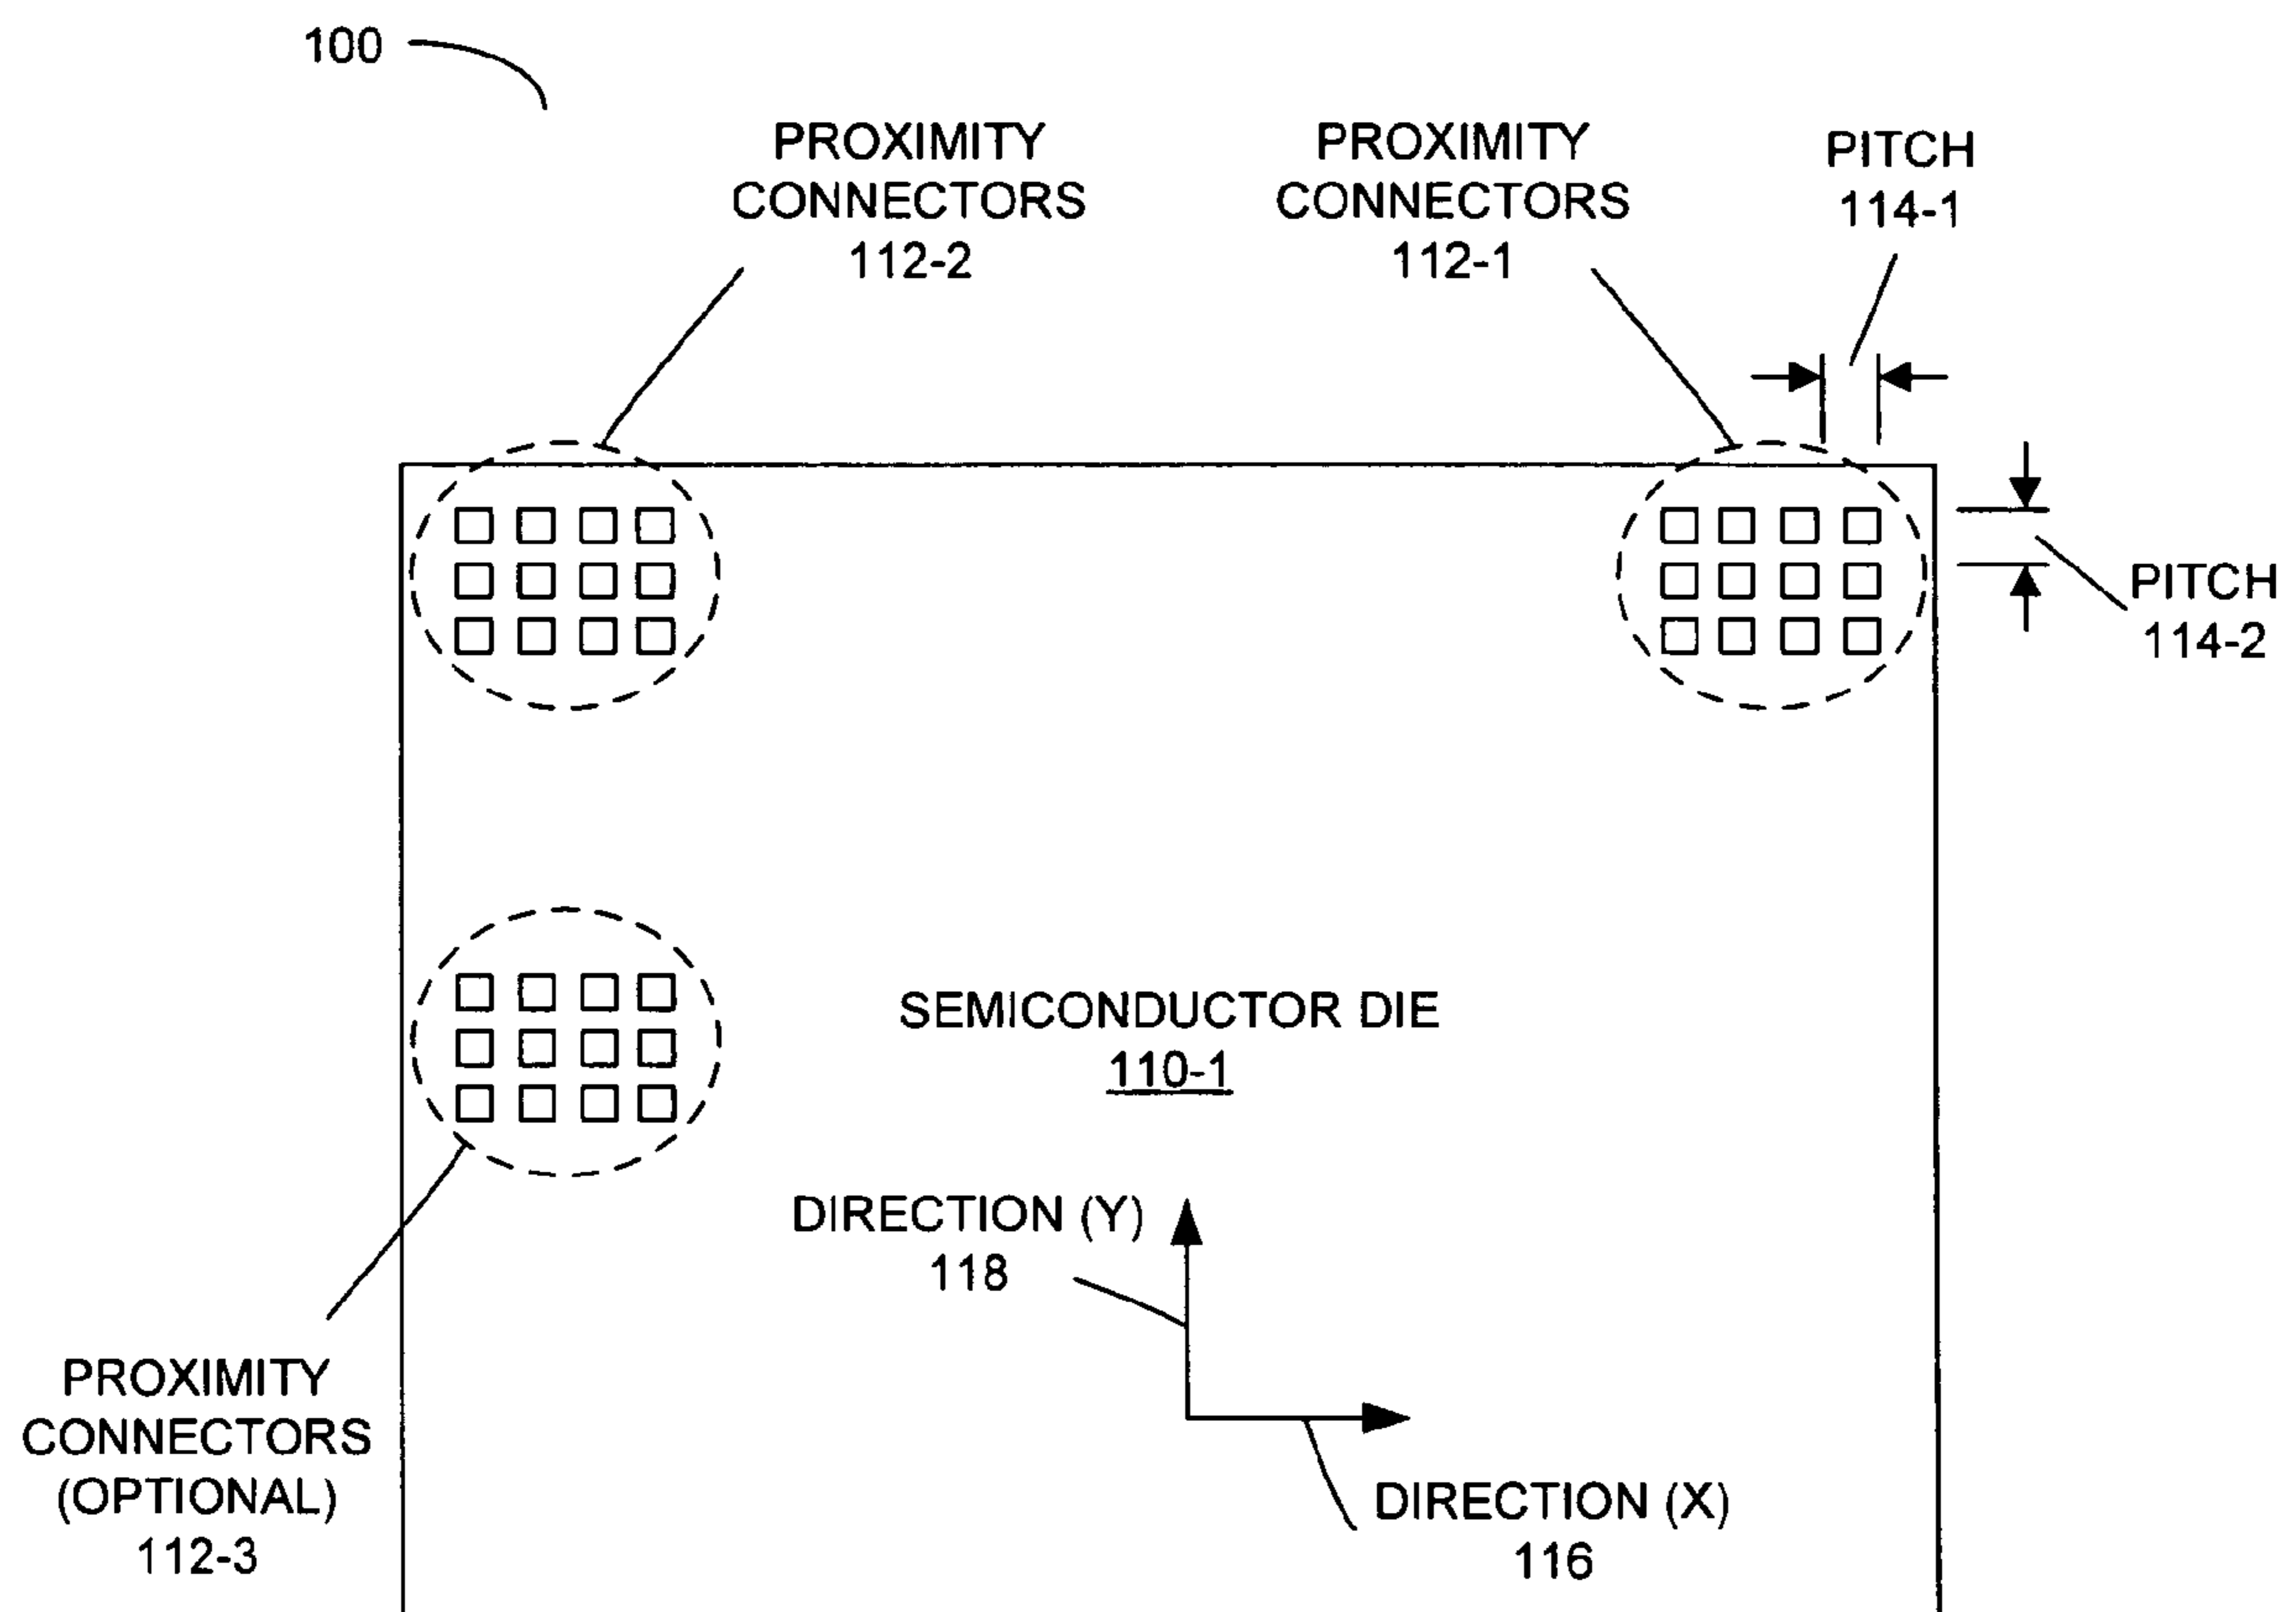 100
PROXIMITY
CONNECTORS
112-2
PROXIMITY
CONNECTORS
112-1
PITCH
114-1
PITCH
114-2
SEMICONDUCTOR DIE
110-1
DIRECTION (Y)
118
PROXIMITY
CONNECTORS
(OPTIONAL)
112-3
DIRECTION (X)
116